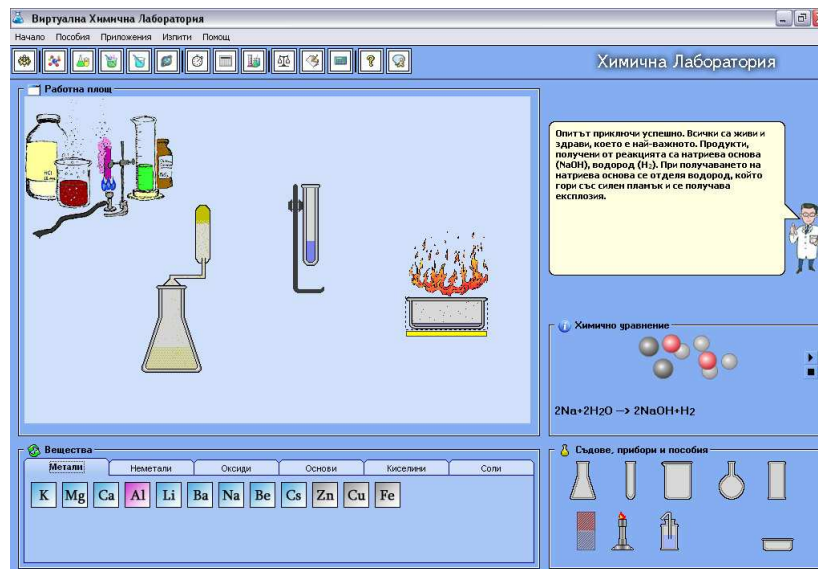 Виртуална Химична Лаборатория
Начало Пособия Приложения Изпити Помощ
Химична Лаборатория
Работна площ
HCl
Опитът приключи успешно. Всички са живи и
здрави, което е най-важното. Продукти,
получени от реакцията са натриева основа
(NaOH), водород (H₂). При получаването на
натриева основа се отделя водород, който
гори със силен пламък и се получава
експлозия.
Химично уравнение
2Na+2H2O --> 2NaOH+H2
Вещества
Метали Неметали Оксиди Основи Киселини Соли
K Mg Ca Al Li Ba Na Be Cs Zn Cu Fe
Съдове, прибори и пособия